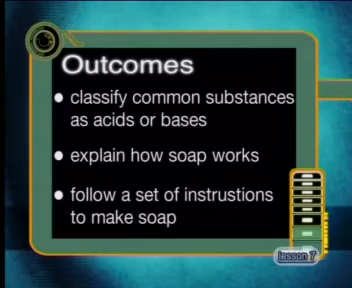 Outcomes
• classify common substances
as acids or bases
• explain how soap works
• follow a set of instrustions
to make soap
lesson 7